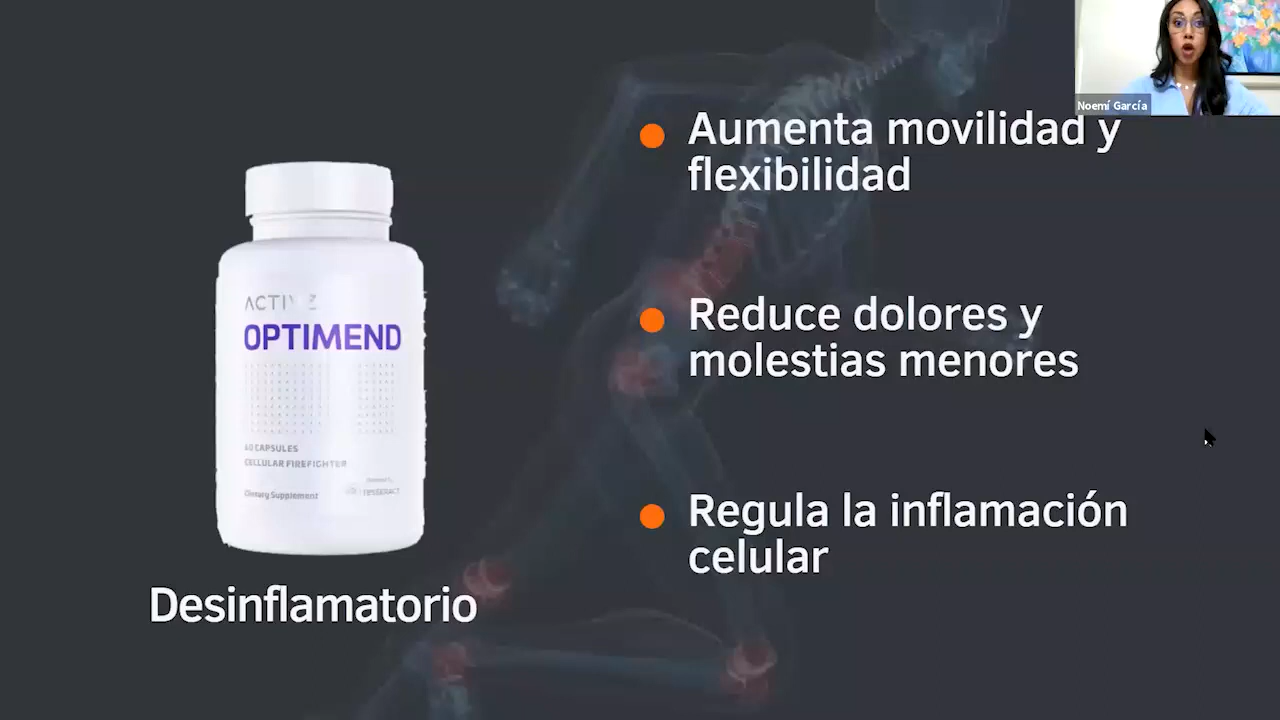 Noemí García
Aumenta movilidad y
flexibilidad
Reduce dolores y
molestias menores
Regula la inflamación
celular
OPTIMEND
60 CAPSULES
CELLULAR FIREFIGHTER
Dietary Supplement
TESSERACT
Desinflamatorio